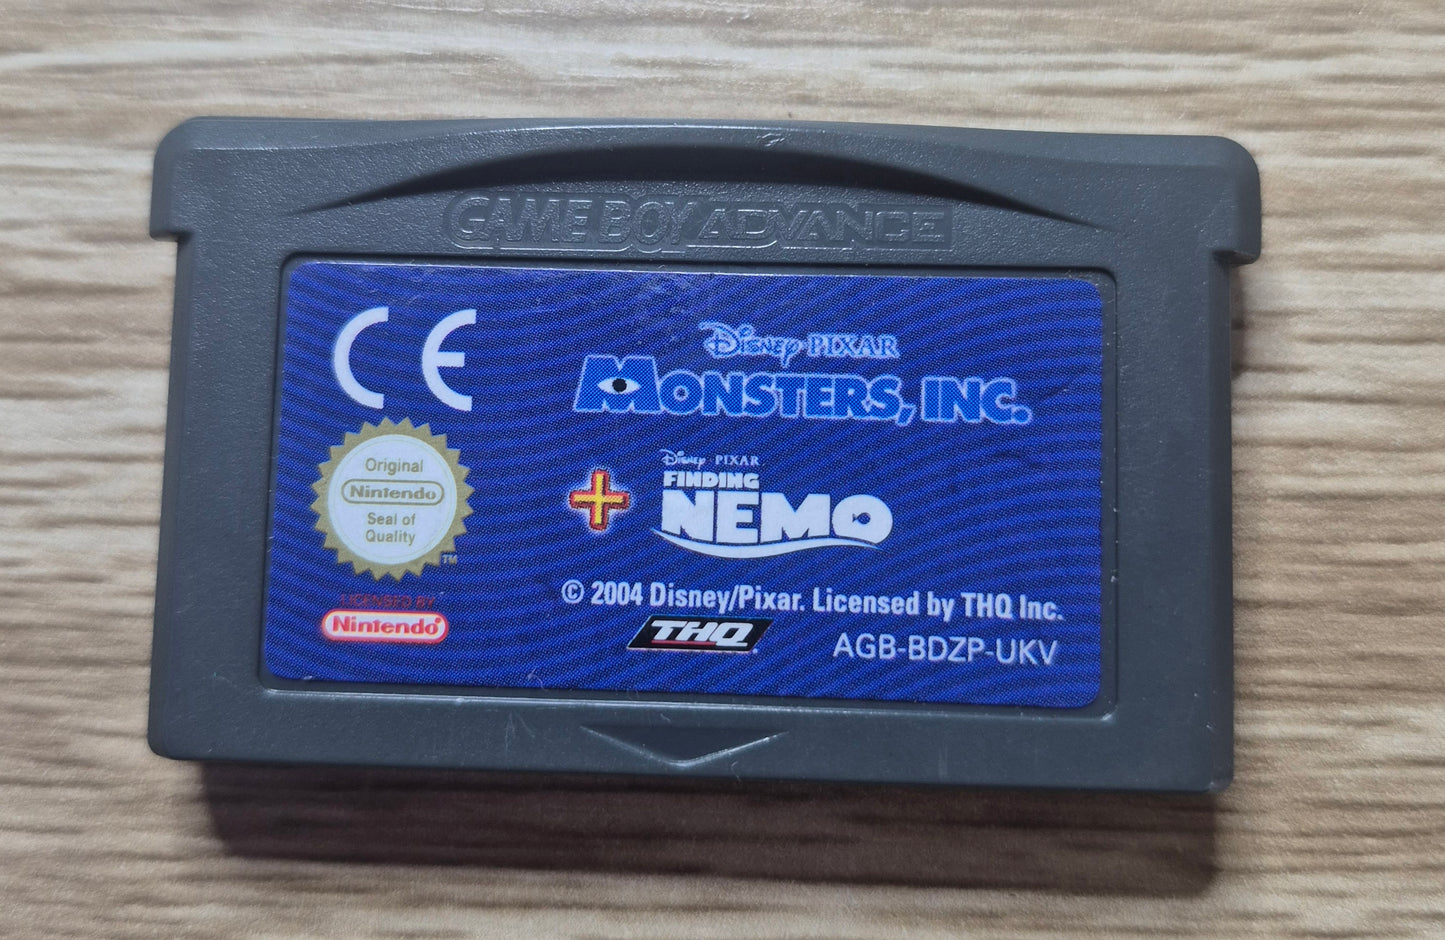 GAME BOY ADVANCE
CE
Disney·PIXAR
MONSTERS, INC.
Original
Nintendo
Seal of
Quality
TM
+
Disney·PIXAR
FINDING
NEMO
© 2004 Disney/Pixar. Licensed by THQ Inc.
LICENSED BY
Nintendo®
THQ®
AGB-BDZP-UKV